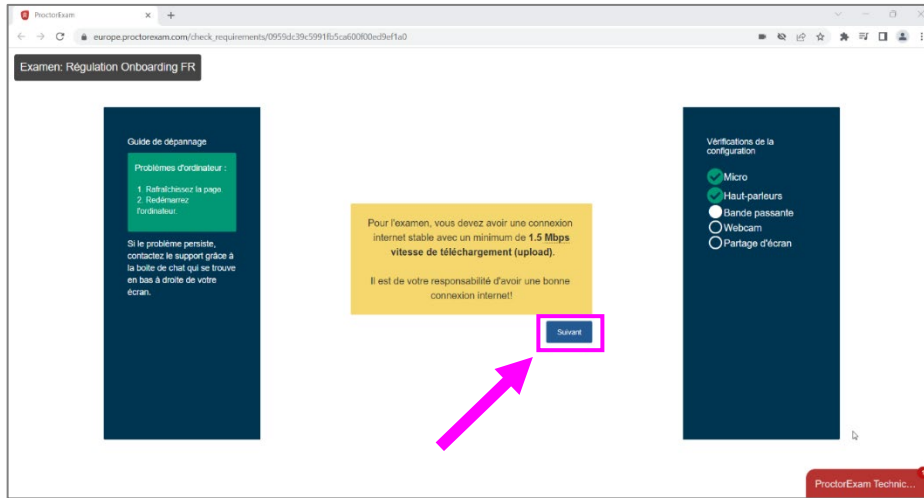 ProctorExam
europe.proctorexam.com/check_requirements/0959dc39c5991fb5ca600f00ed9ef1a0
Examen: Régulation Onboarding FR
Guide de dépannage
Problèmes d'ordinateur :
1. Rafraîchissez la page
2. Redémarrez
l'ordinateur.
Si le problème persiste,
contactez le support grâce à
la boite de chat qui se trouve
en bas à droite de votre
écran.
Pour l'examen, vous devez avoir une connexion
internet stable avec un minimum de 1.5 Mbps
vitesse de téléchargement (upload).
Il est de votre responsabilité d'avoir une bonne
connexion internet!
Suivant
Vérifications de la
configuration
Micro
Haut-parleurs
Bande passante
Webcam
Partage d'écran
ProctorExam Technic...